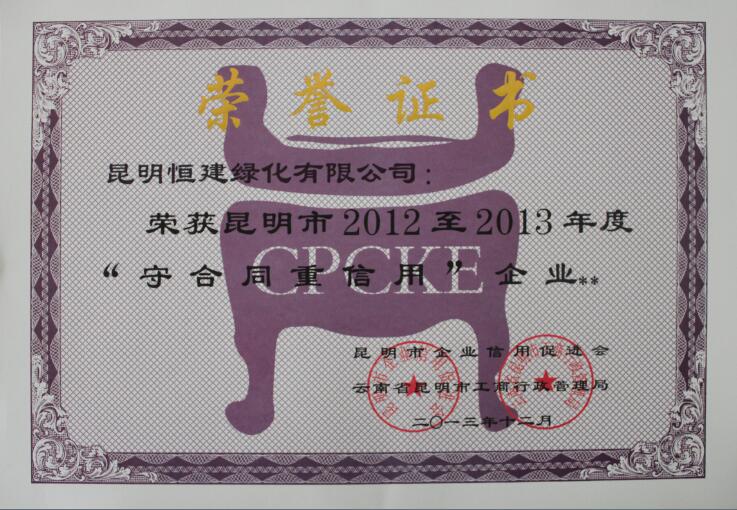 荣誉证书
昆明恒建绿化有限公司：
荣获昆明市2012至2013年度
“守合同重信用”企业**
CPCKE
昆明市企业信用促进会
云南省昆明市工商行政管理局
二〇一三年十二月